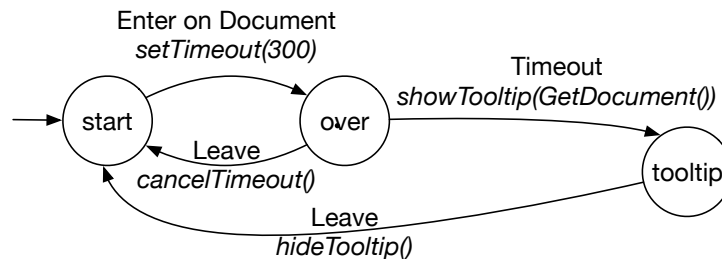 Enter on Document
setTimeout(300)
Timeout
showTooltip(GetDocument())
start
over
Leave
cancelTimeout()
tooltip
Leave
hideTooltip()